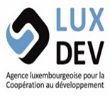 LUX
DEV
Agence luxembourgeoise pour la
Coopération au développement